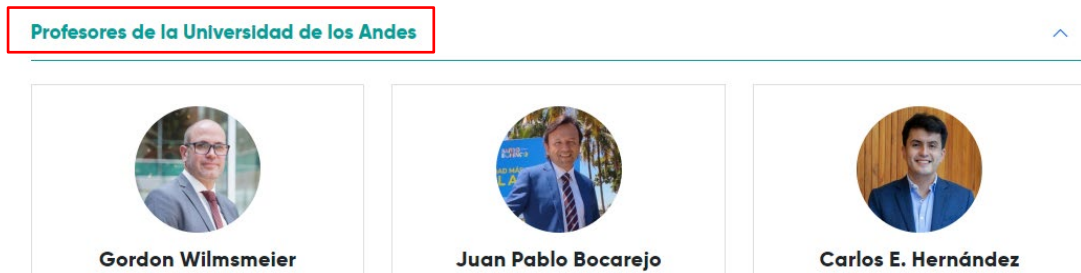 Profesores de la Universidad de los Andes
Gordon Wilmsmeier
Juan Pablo Bocarejo
Carlos E. Hernández